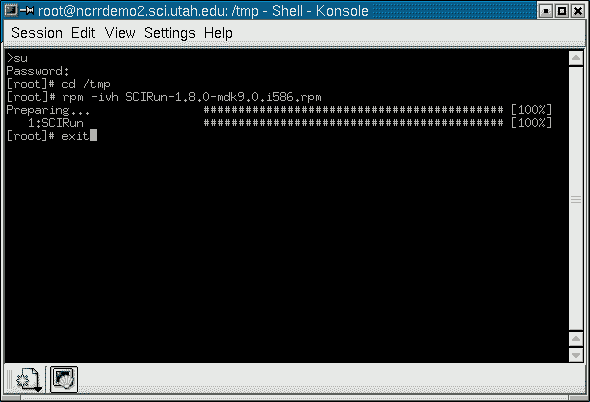 root@ncrrdemo2.sci.utah.edu: /tmp - Shell - Konsole
Session Edit View Settings Help
>su
Password:
[root]# cd /tmp
[root]# rpm -ivh SCIRun-1.8.0-mdk9.0.i586.rpm
Preparing... ########################################### [100%]
1:SCIRun ########################################### [100%]
[root]# exit